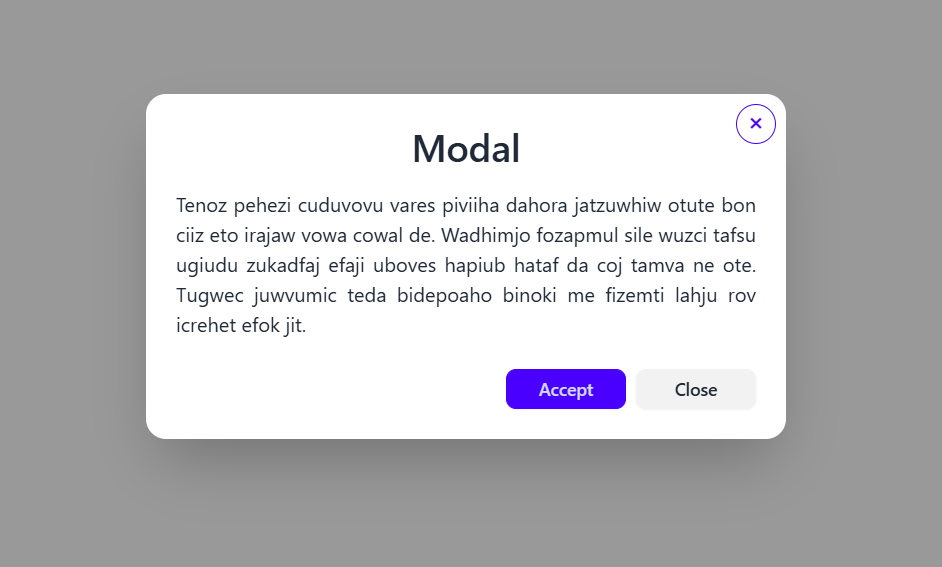 Modal
Tenoz pehezi cuduvovu vares piviiha dahora jatzuwhiw otute bon
ciiz eto irajaw vowa cowal de. Wadhimjo fozapmul sile wuzci tafsu
ugiudu zukadfaj efaji uboves hapiub hataf da coj tamva ne ote.
Tugwec juwvumic teda bidepoaho binoki me fizemti lahju rov
icrehet efok jit.
Accept Close